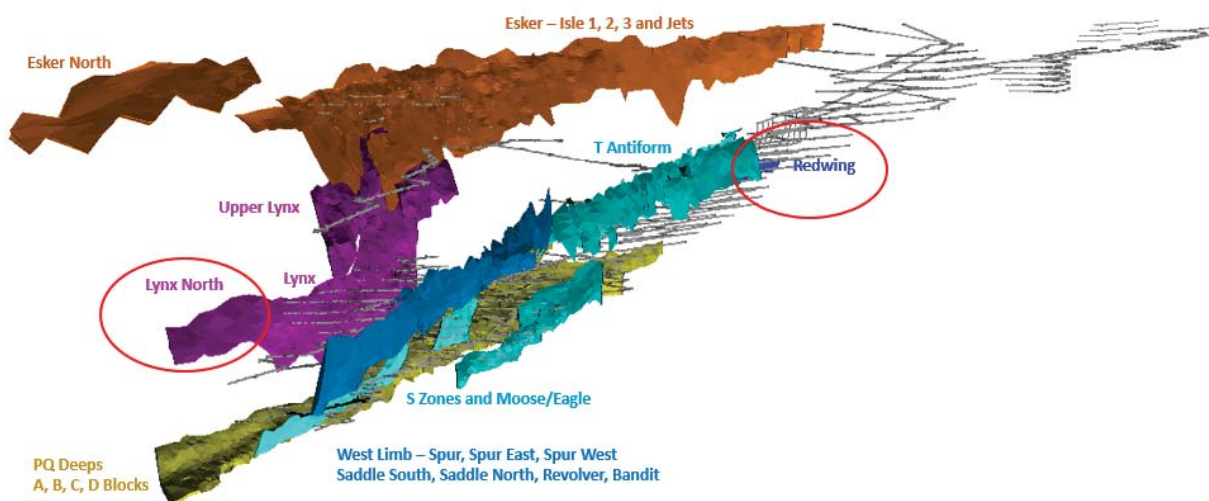 Esker – Isle 1, 2, 3 and Jets
Esker North
T Antiform
Redwing
Upper Lynx
Lynx
Lynx North
S Zones and Moose/Eagle
West Limb – Spur, Spur East, Spur West
Saddle South, Saddle North, Revolver, Bandit
PQ Deeps
A, B, C, D Blocks